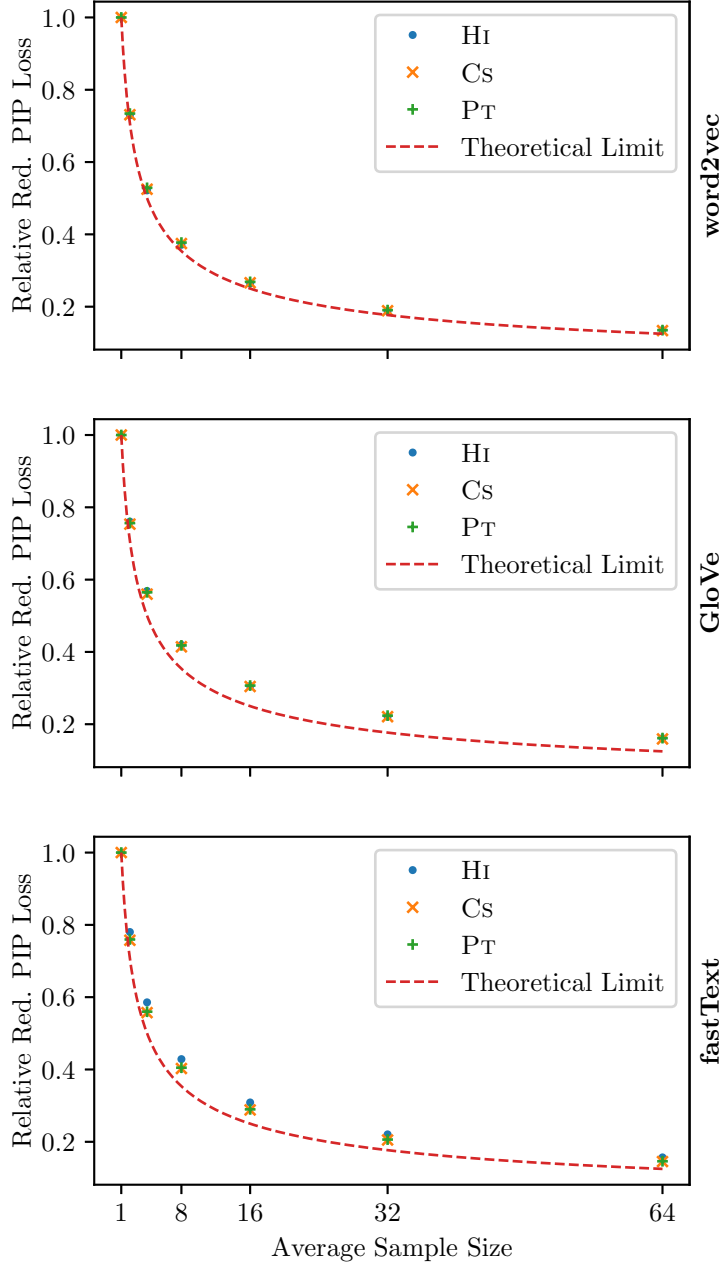 1.0
0.8
0.6
0.4
0.2
Relative Red. PIP Loss
Hi
Cs
Pt
Theoretical Limit
word2vec
1.0
0.8
0.6
0.4
0.2
Relative Red. PIP Loss
Hi
Cs
Pt
Theoretical Limit
GloVe
1.0
0.8
0.6
0.4
0.2
Relative Red. PIP Loss
Hi
Cs
Pt
Theoretical Limit
fastText
1 8 16 32 64
Average Sample Size